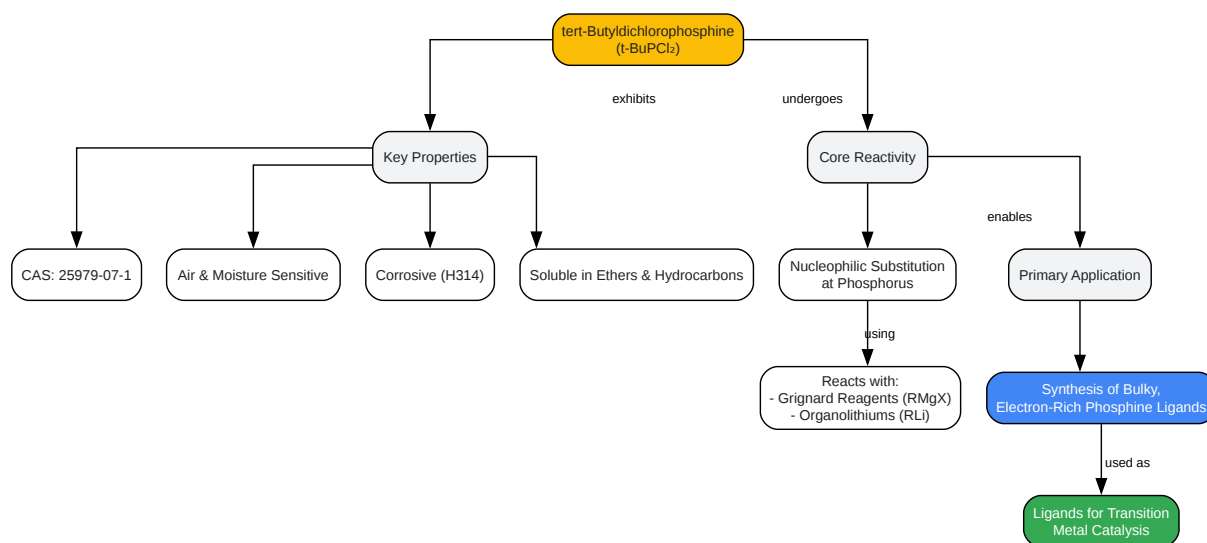 tert-Butyldichlorophosphine
(t-BuPCl₂)
exhibits
undergoes
Key Properties
Core Reactivity
enables
CAS: 25979-07-1
Air & Moisture Sensitive
Corrosive (H314)
Soluble in Ethers & Hydrocarbons
Nucleophilic Substitution
at Phosphorus
Primary Application
using
Reacts with:
- Grignard Reagents (RMgX)
- Organolithiums (RLi)
Synthesis of Bulky,
Electron-Rich Phosphine Ligands
used as
Ligands for Transition
Metal Catalysis